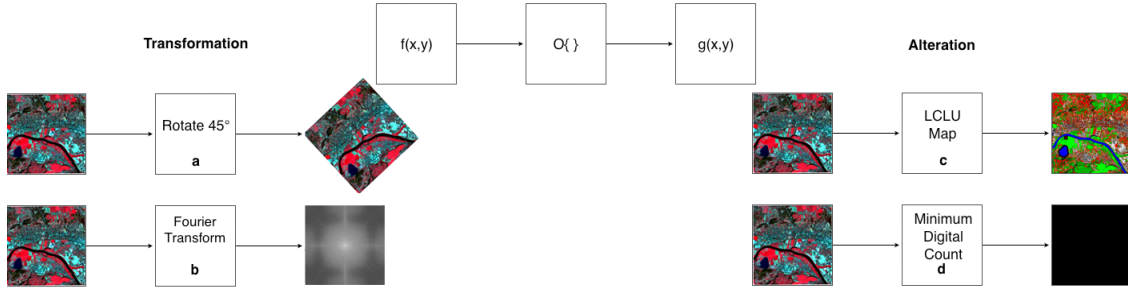 Transformation
f(x,y)
O{ }
g(x,y)
Alteration
Rotate 45°
a
LCLU
Map
c
Fourier
Transform
b
Minimum
Digital
Count
d